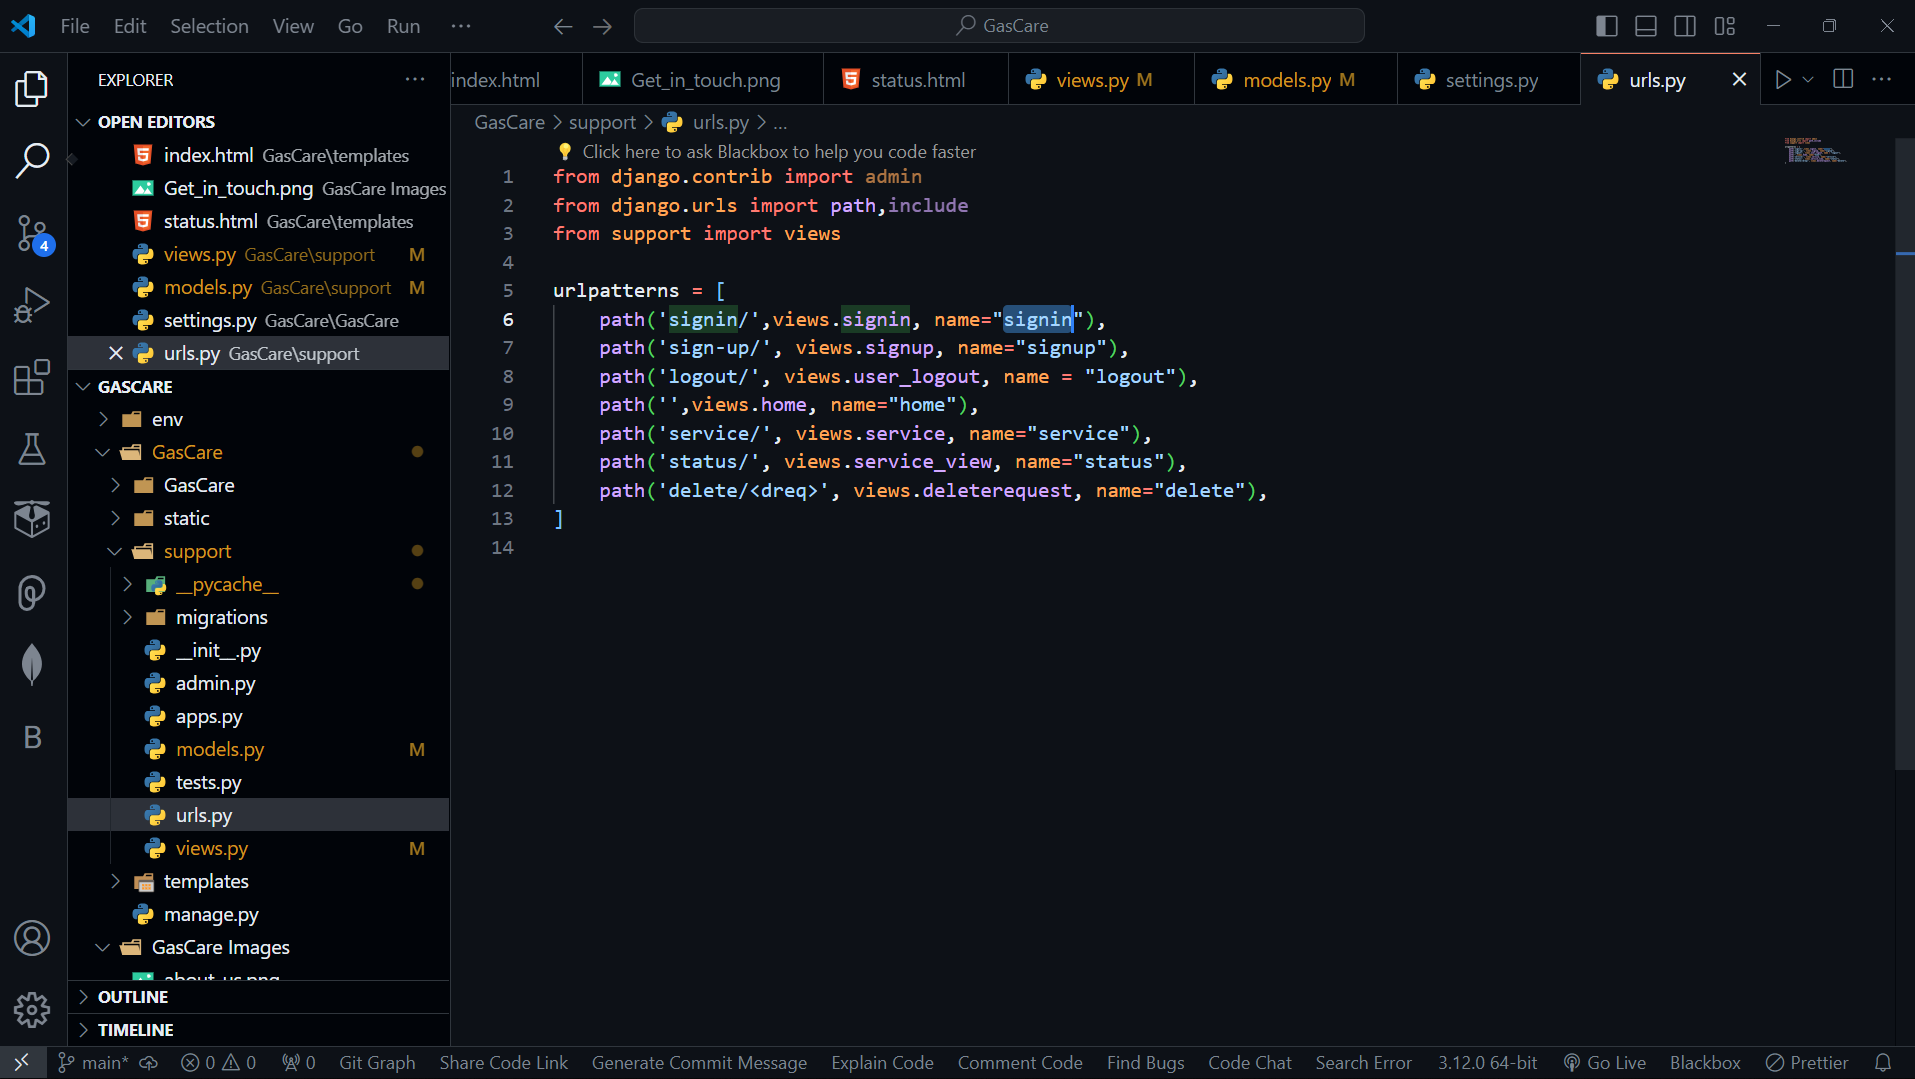 File Edit Selection View Go Run ···
GasCare
EXPLORER ···
index.html
Get_in_touch.png
status.html
views.py M
models.py M
settings.py
urls.py
OPEN EDITORS
index.html GasCare\templates
Get_in_touch.png GasCare Images
status.html GasCare\templates
views.py GasCare\support M
models.py GasCare\support M
settings.py GasCare\GasCare
urls.py GasCare\support
GASCARE
env
GasCare
GasCare
static
support
__pycache__
migrations
__init__.py
admin.py
apps.py
models.py M
tests.py
urls.py
views.py M
templates
manage.py
GasCare Images
about-us.png
OUTLINE
TIMELINE
4
B
GasCare > support > urls.py > ...
Click here to ask Blackbox to help you code faster
1 from django.contrib import admin
2 from django.urls import path,include
3 from support import views
4
5 urlpatterns = [
6 path('signin/',views.signin, name="signin"),
7 path('sign-up/', views.signup, name="signup"),
8 path('logout/', views.user_logout, name = "logout"),
9 path('',views.home, name="home"),
10 path('service/', views.service, name="service"),
11 path('status/', views.service_view, name="status"),
12 path('delete/<dreq>', views.deleterequest, name="delete"),
13 ]
14
main* 0 0 0 Git Graph Share Code Link Generate Commit Message Explain Code Comment Code Find Bugs Code Chat Search Error 3.12.0 64-bit Go Live Blackbox Prettier